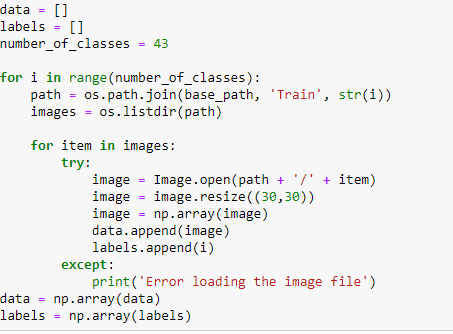 data = []
labels = []
number_of_classes = 43

for i in range(number_of_classes):
    path = os.path.join(base_path, 'Train', str(i))
    images = os.listdir(path)

    for item in images:
        try:
            image = Image.open(path + '/' + item)
            image = image.resize((30,30))
            image = np.array(image)
            data.append(image)
            labels.append(i)
        except:
            print('Error loading the image file')
data = np.array(data)
labels = np.array(labels)